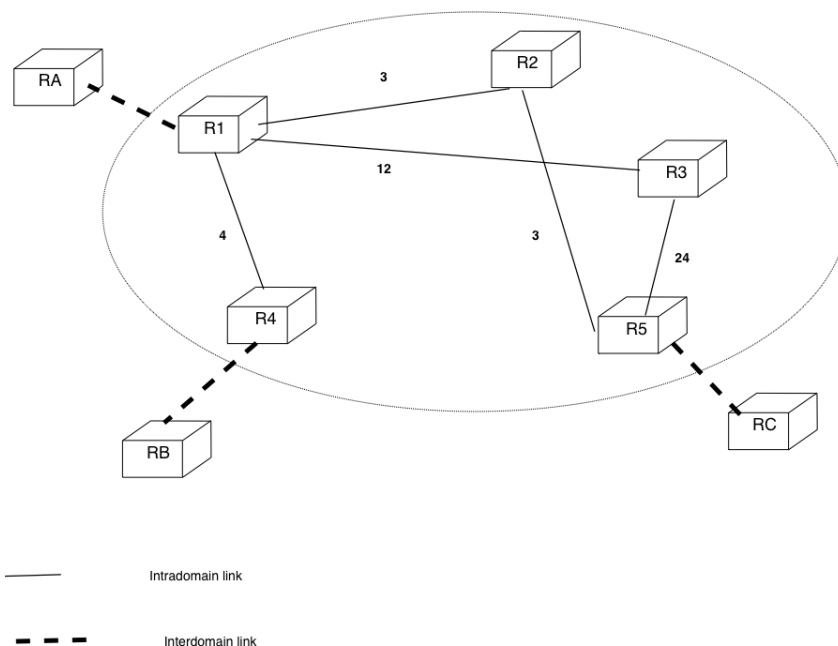 RA
R2
3
R1
R3
12
4
3
24
R4
R5
RC
RB
Intradomain link
Interdomain link